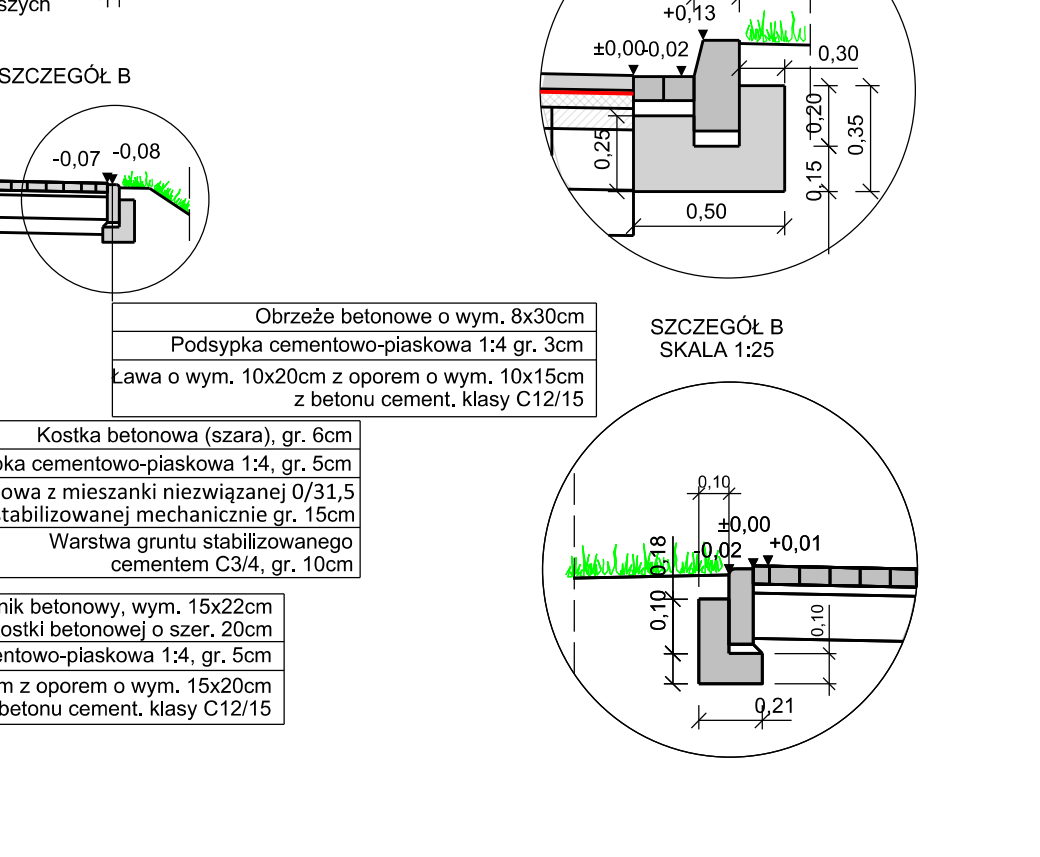 szych
SZCZEGÓŁ B
-0,07
-0,08
+0,13
±0,00
-0,02
0,30
0,20
0,35
0,25
0,15
0,50
Obrzeże betonowe o wym. 8x30cm
Podsypka cementowo-piaskowa 1:4 gr. 3cm
Ława o wym. 10x20cm z oporem o wym. 10x15cm
z betonu cement. klasy C12/15
SZCZEGÓŁ B
SKALA 1:25
Kostka betonowa (szara), gr. 6cm
ka cementowo-piaskowa 1:4, gr. 5cm
owa z mieszanki niezwiązanej 0/31,5
stabilizowanej mechanicznie gr. 15cm
Warstwa gruntu stabilizowanego
cementem C3/4, gr. 10cm
nik betonowy, wym. 15x22cm
ostki betonowej o szer. 20cm
entowo-piaskowa 1:4, gr. 5cm
m z oporem o wym. 15x20cm
betonu cement. klasy C12/15
0,10
±0,00
-0,02
+0,01
0,18
0,10
0,10
0,21